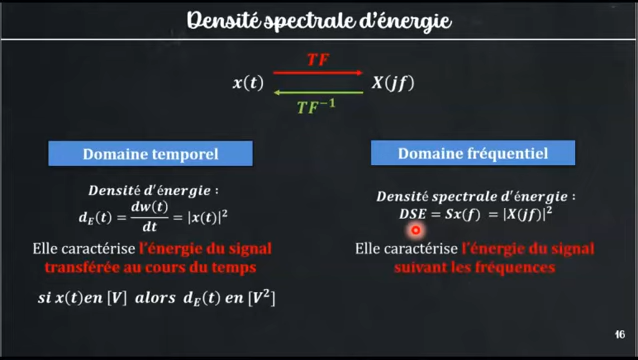 Densité spectrale d'énergie
TF
x(t)
X(jf)
TF⁻¹
Domaine temporel
Densité d'énergie :
d_E(t) = dw(t)/dt = |x(t)|²
Elle caractérise l'énergie du signal
transférée au cours du temps
si x(t)en [V] alors d_E(t) en [V²]
Domaine fréquentiel
Densité spectrale d'énergie :
DSE = Sx(f) = |X(jf)|²
Elle caractérise l'énergie du signal
suivant les fréquences
16